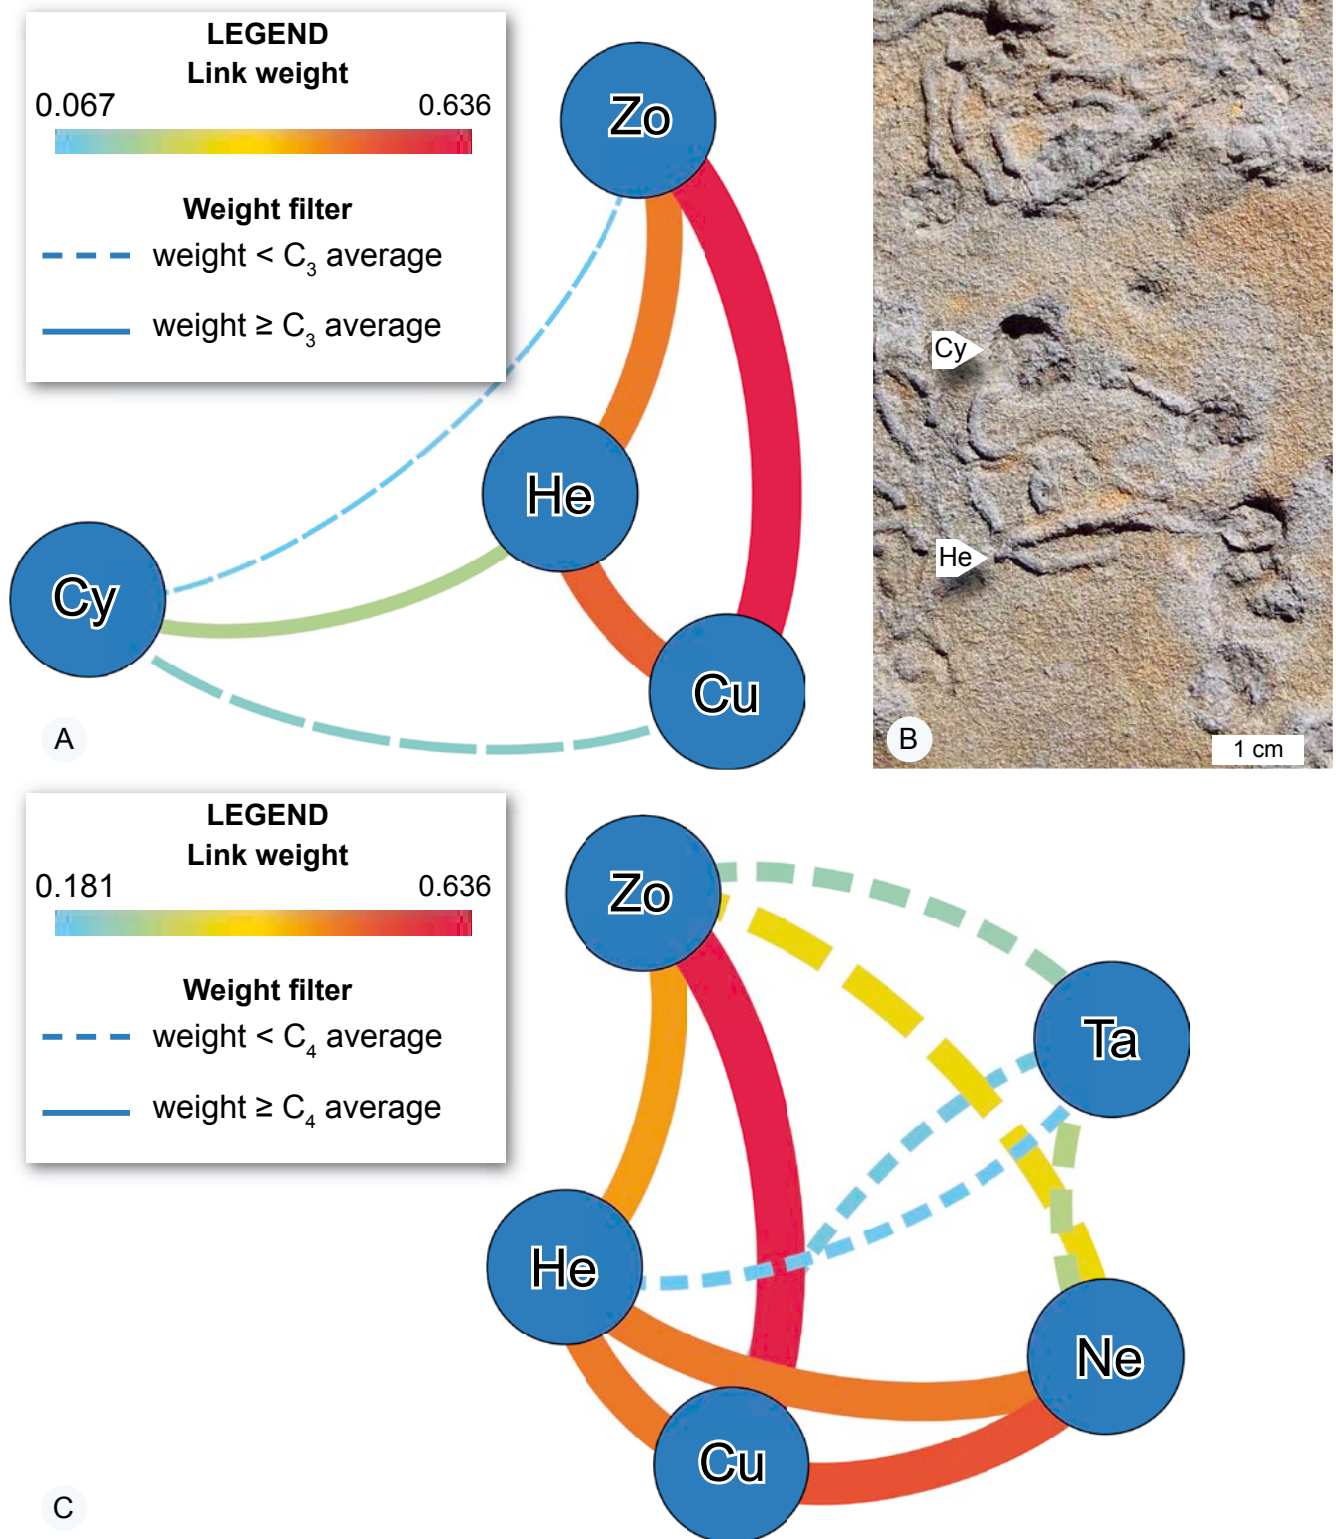 LEGEND
Link weight
0.067 0.636
Weight filter
weight < C₃ average
weight ≥ C₃ average
Zo
He
Cy
Cu
A
Cy
He
B
1 cm
LEGEND
Link weight
0.181 0.636
Weight filter
weight < C₄ average
weight ≥ C₄ average
Zo
Ta
He
Ne
Cu
C